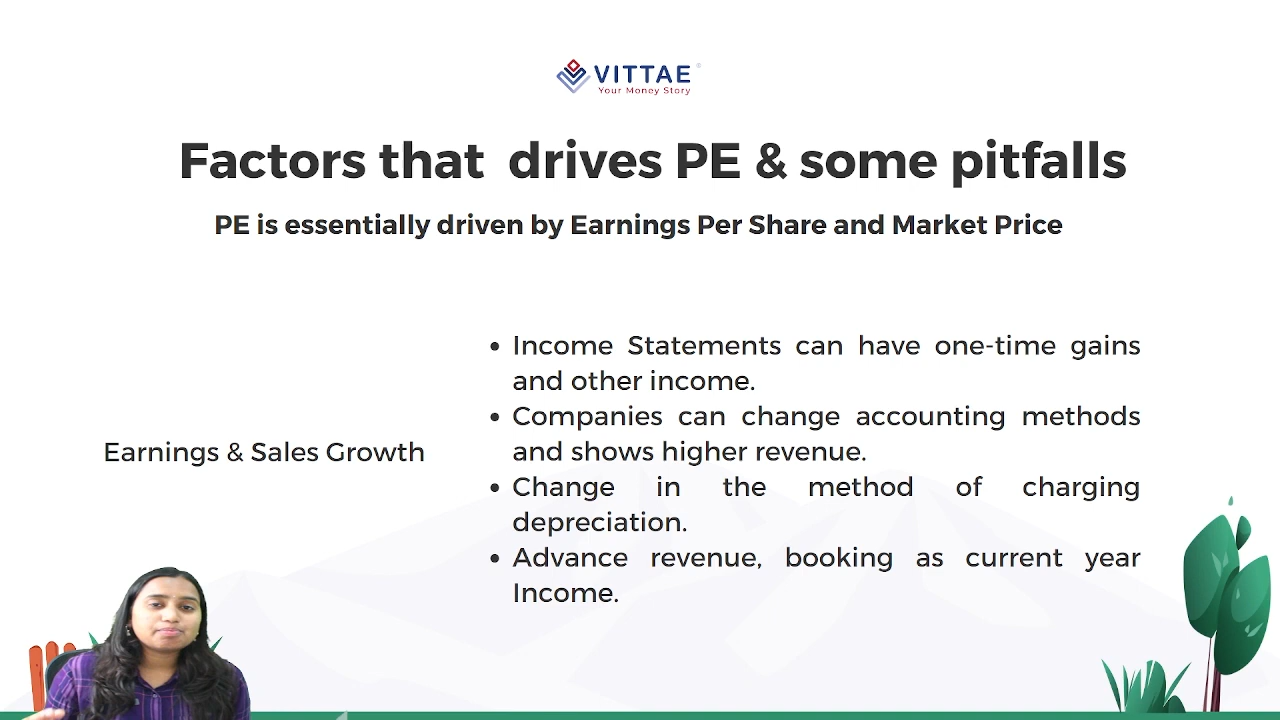 VITTAE®
Your Money Story
Factors that drives PE & some pitfalls
PE is essentially driven by Earnings Per Share and Market Price
Earnings & Sales Growth
• Income Statements can have one-time gains
and other income.
• Companies can change accounting methods
and shows higher revenue.
• Change in the method of charging
depreciation.
• Advance revenue, booking as current year
Income.